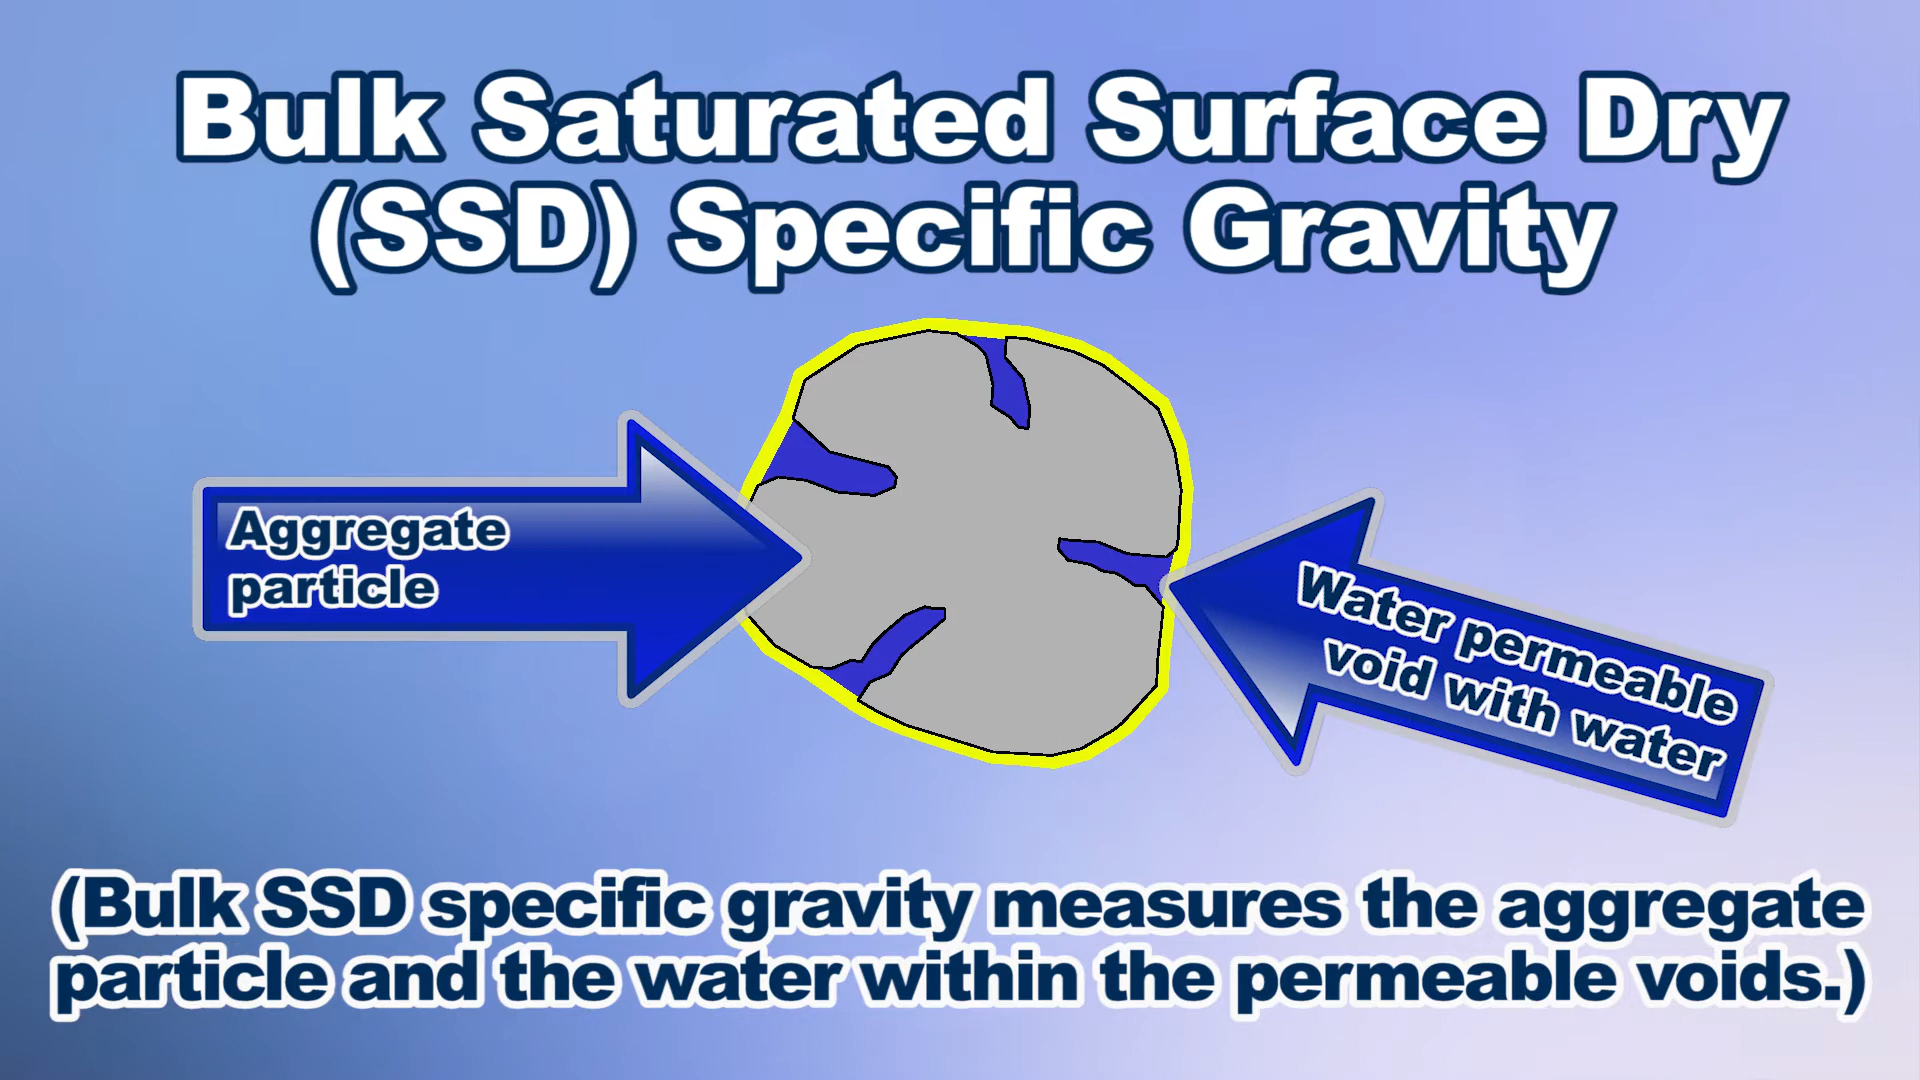 Bulk Saturated Surface Dry
(SSD) Specific Gravity
Aggregate
particle
Water permeable
void with water
(Bulk SSD specific gravity measures the aggregate
particle and the water within the permeable voids.)